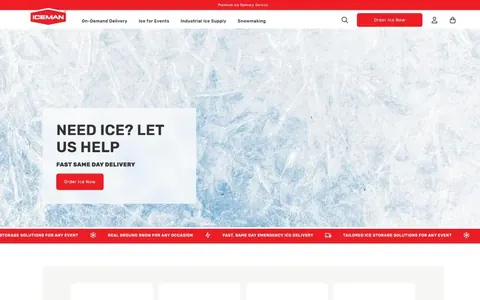 Premium Ice Delivery Service
ICEMAN
On-Demand Delivery
Ice for Events
Industrial Ice Supply
Snowmaking
Order Ice Now
NEED ICE? LET
US HELP
FAST SAME DAY DELIVERY
Order Ice Now
STORAGE SOLUTIONS FOR ANY EVENT
REAL GROUND SNOW FOR ANY OCCASION
FAST, SAME DAY EMERGENCY ICE DELIVERY
TAILORED ICE STORAGE SOLUTIONS FOR ANY EVENT